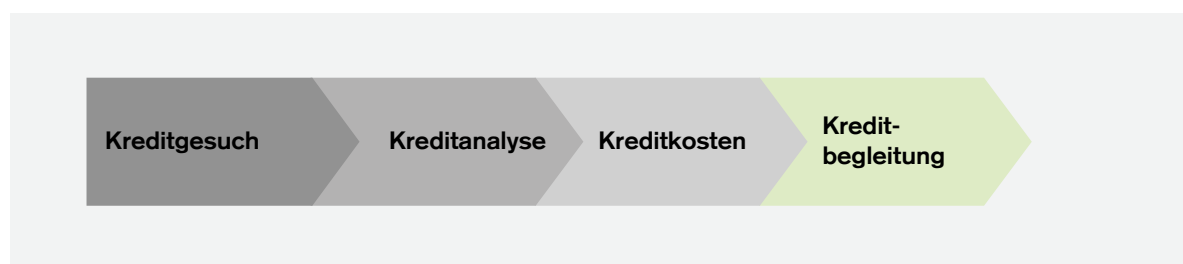 Kreditgesuch
Kreditanalyse
Kreditkosten
Kredit-
begleitung